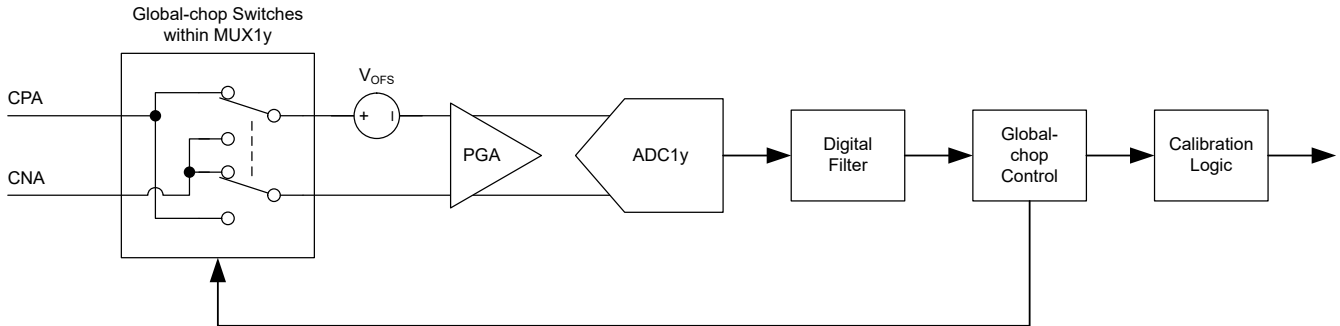 Global-chop Switches
within MUX1y
CPA
CNA
VOFS
+
PGA
ADC1y
Digital
Filter
Global-
chop
Control
Calibration
Logic